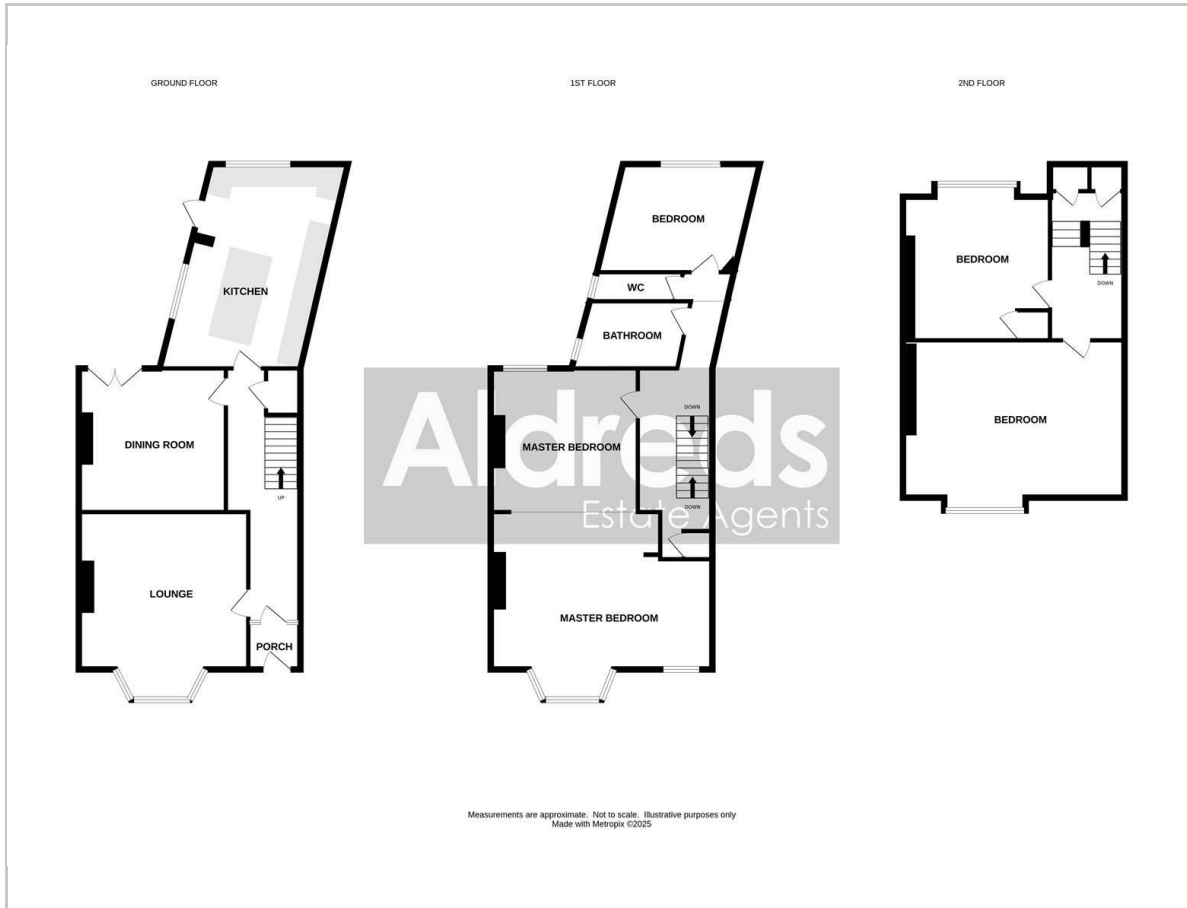 GROUND FLOOR
KITCHEN
DINING ROOM
UP
LOUNGE
PORCH
1ST FLOOR
BEDROOM
WC
BATHROOM
DOWN
MASTER BEDROOM
DOWN
MASTER BEDROOM
Aldreds
Estate Agents
2ND FLOOR
BEDROOM
DOWN
BEDROOM
Measurements are approximate. Not to scale. Illustrative purposes only
Made with Metropix ©2025